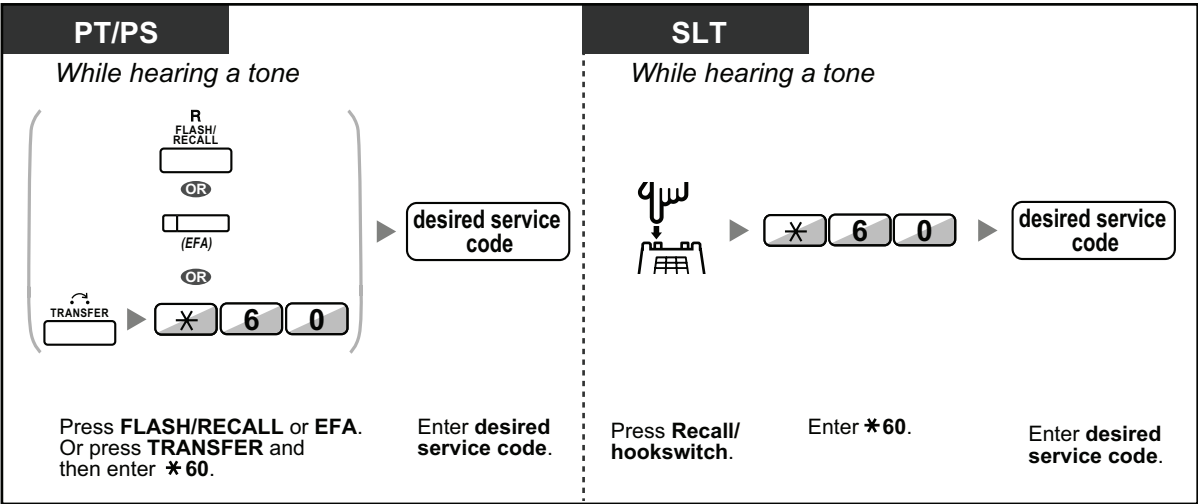 PT/PS
While hearing a tone
R
FLASH/
RECALL
OR
(EFA)
OR
TRANSFER
* 6 0
desired service
code
Press FLASH/RECALL or EFA.
Or press TRANSFER and
then enter *60.
Enter desired
service code.
SLT
While hearing a tone
* 6 0
desired service
code
Press Recall/
hookswitch.
Enter *60.
Enter desired
service code.